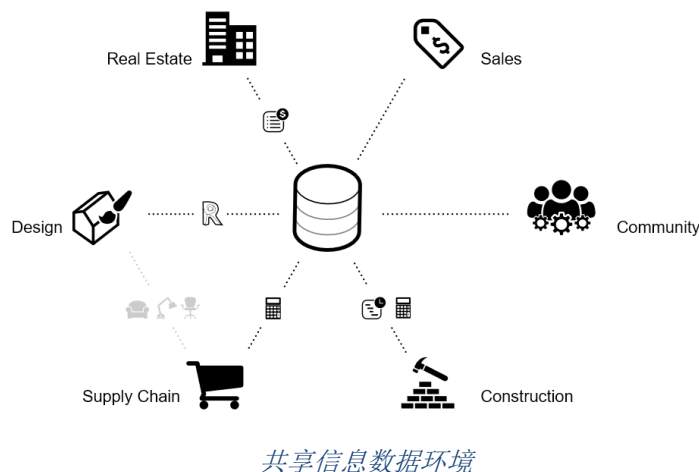 Real Estate
Sales
Design
R
Community
Supply Chain
Construction
共享信息数据环境